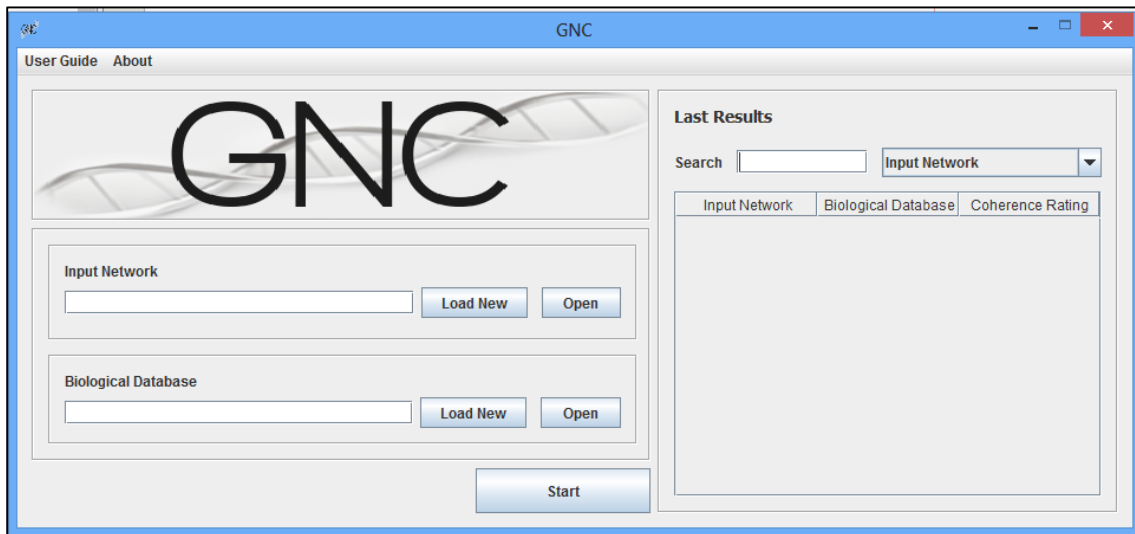 GNC
GNC
User Guide About
GNC
Input Network
Load New Open
Biological Database
Load New Open
Start
Last Results
Search Input Network
Input Network Biological Database Coherence Rating